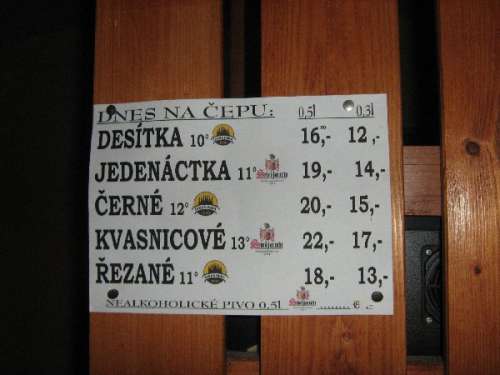 DNES NA ČEPU: 0,5l 0,3l
DESÍTKA 10° 16,- 12,-
JEDENÁCTKA 11° 19,- 14,-
ČERNÉ 12° 20,- 15,-
KVASNICOVÉ 13° 22,- 17,-
ŘEZANÉ 11° 18,- 13,-
NEALKOHOLICKÉ PIVO 0,5l